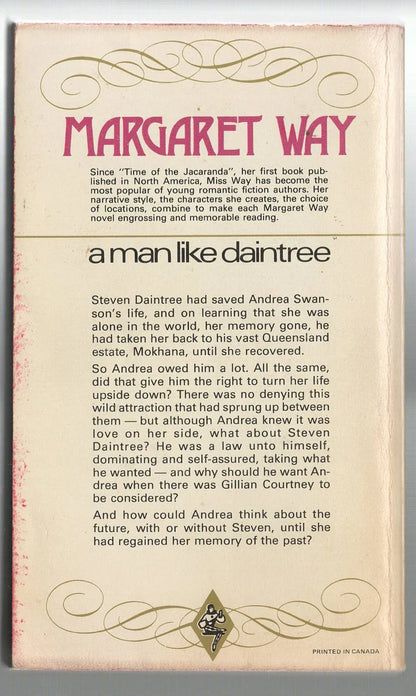 MARGARET WAY
Since "Time of the Jacaranda", her first book pub-
lished in North America, Miss Way has become the
most popular of young romantic fiction authors. Her
narrative style, the characters she creates, the choice
of locations, combine to make each Margaret Way
novel engrossing and memorable reading.
a man like daintree
Steven Daintree had saved Andrea Swan-
son's life, and on learning that she was
alone in the world, her memory gone, he
had taken her back to his vast Queensland
estate, Mokhana, until she recovered.
So Andrea owed him a lot. All the same,
did that give him the right to turn her life
upside down? There was no denying this
wild attraction that had sprung up between
them — but although Andrea knew it was
love on her side, what about Steven
Daintree? He was a law unto himself,
dominating and self-assured, taking what
he wanted — and why should he want An-
drea when there was Gillian Courtney to
be considered?
And how could Andrea think about the
future, with or without Steven, until she
had regained her memory of the past?
PRINTED IN CANADA